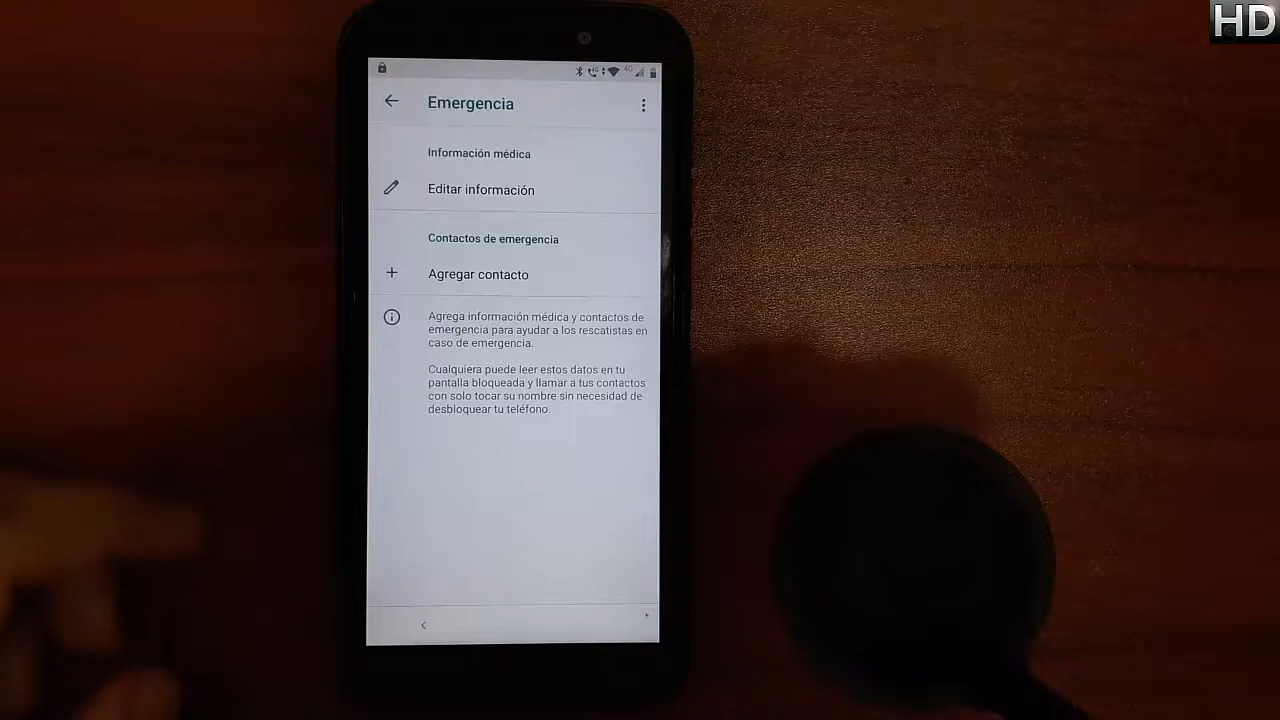 HD
4G
4G
Emergencia
Información médica
Editar información
Contactos de emergencia
Agregar contacto
Agrega información médica y contactos de
emergencia para ayudar a los rescatistas en
caso de emergencia.
Cualquiera puede leer estos datos en tu
pantalla bloqueada y llamar a tus contactos
con solo tocar su nombre sin necesidad de
desbloquear tu teléfono.